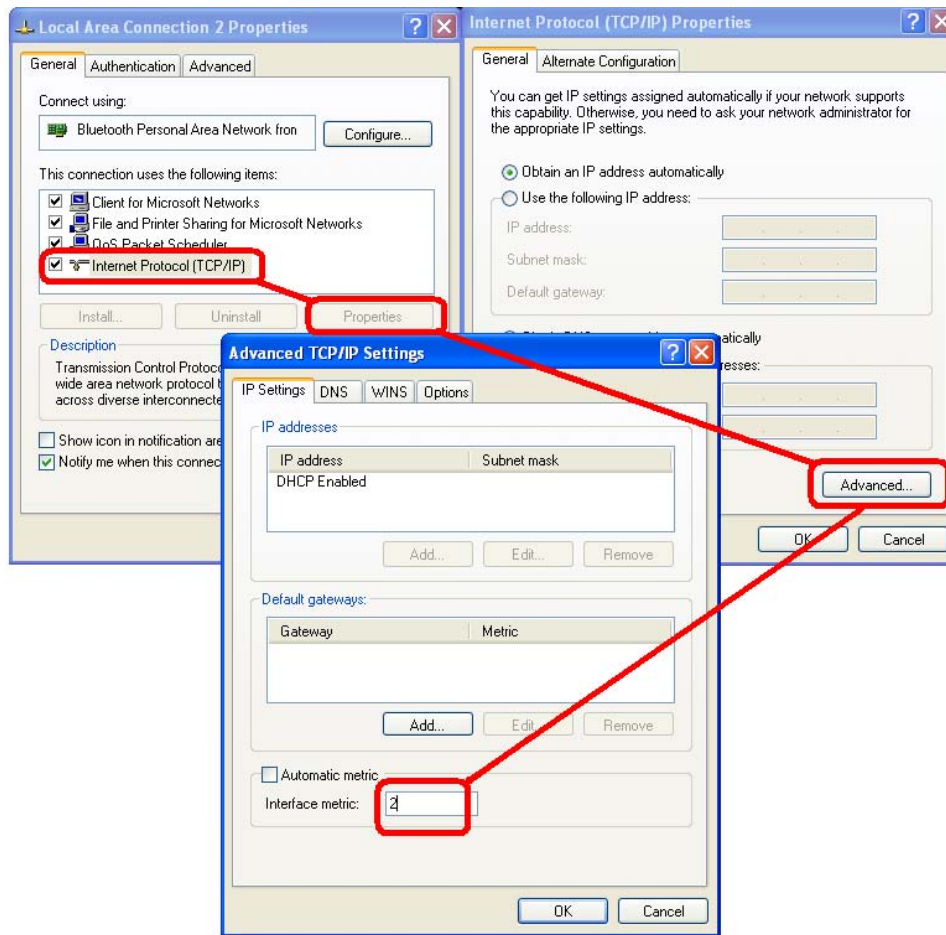 Local Area Connection 2 Properties
General
Authentication
Advanced
Connect using:
Bluetooth Personal Area Network fron
Configure...
This connection uses the following items:
Client for Microsoft Networks
File and Printer Sharing for Microsoft Networks
QoS Packet Scheduler
Internet Protocol (TCP/IP)
Install...
Uninstall
Properties
Description
Transmission Control Protoco
wide area network protocol t
across diverse interconnecte
Show icon in notification are
Notify me when this connec
Internet Protocol (TCP/IP) Properties
General
Alternate Configuration
You can get IP settings assigned automatically if your network supports
this capability. Otherwise, you need to ask your network administrator for
the appropriate IP settings.
Obtain an IP address automatically
Use the following IP address:
IP address:
Subnet mask:
Default gateway:
atically
resses:
Advanced...
OK
Cancel
Advanced TCP/IP Settings
IP Settings
DNS
WINS
Options
IP addresses
IP address
Subnet mask
DHCP Enabled
Add...
Edit...
Remove
Default gateways:
Gateway
Metric
Add...
Edit...
Remove
Automatic metric
Interface metric:
2
OK
Cancel